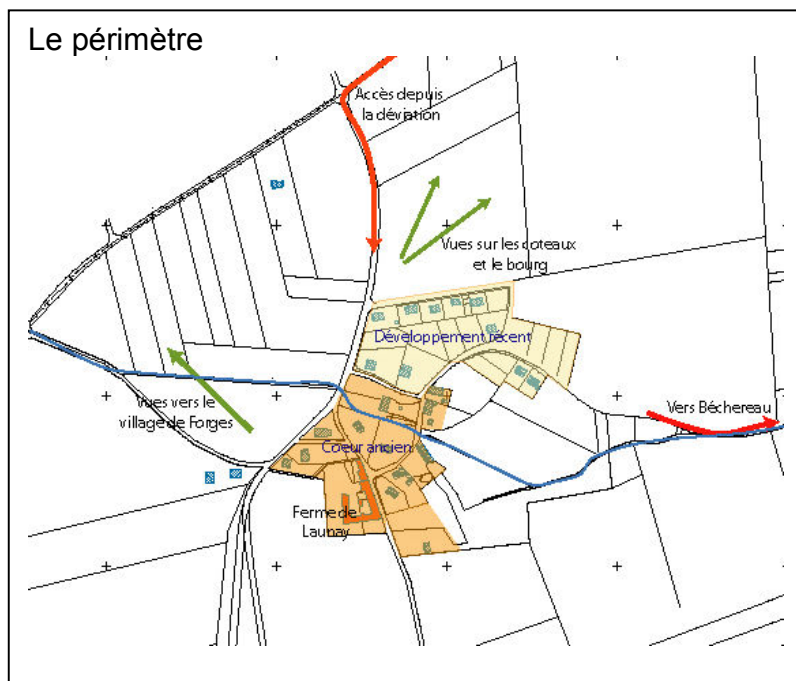 Le périmètre
Accès depuis
la déviation
Vues sur les coteaux
et le bourg
Développement récent
Vues vers le
village de Forges
Vers Béchereau
Coeur ancien
Ferme de
Launay